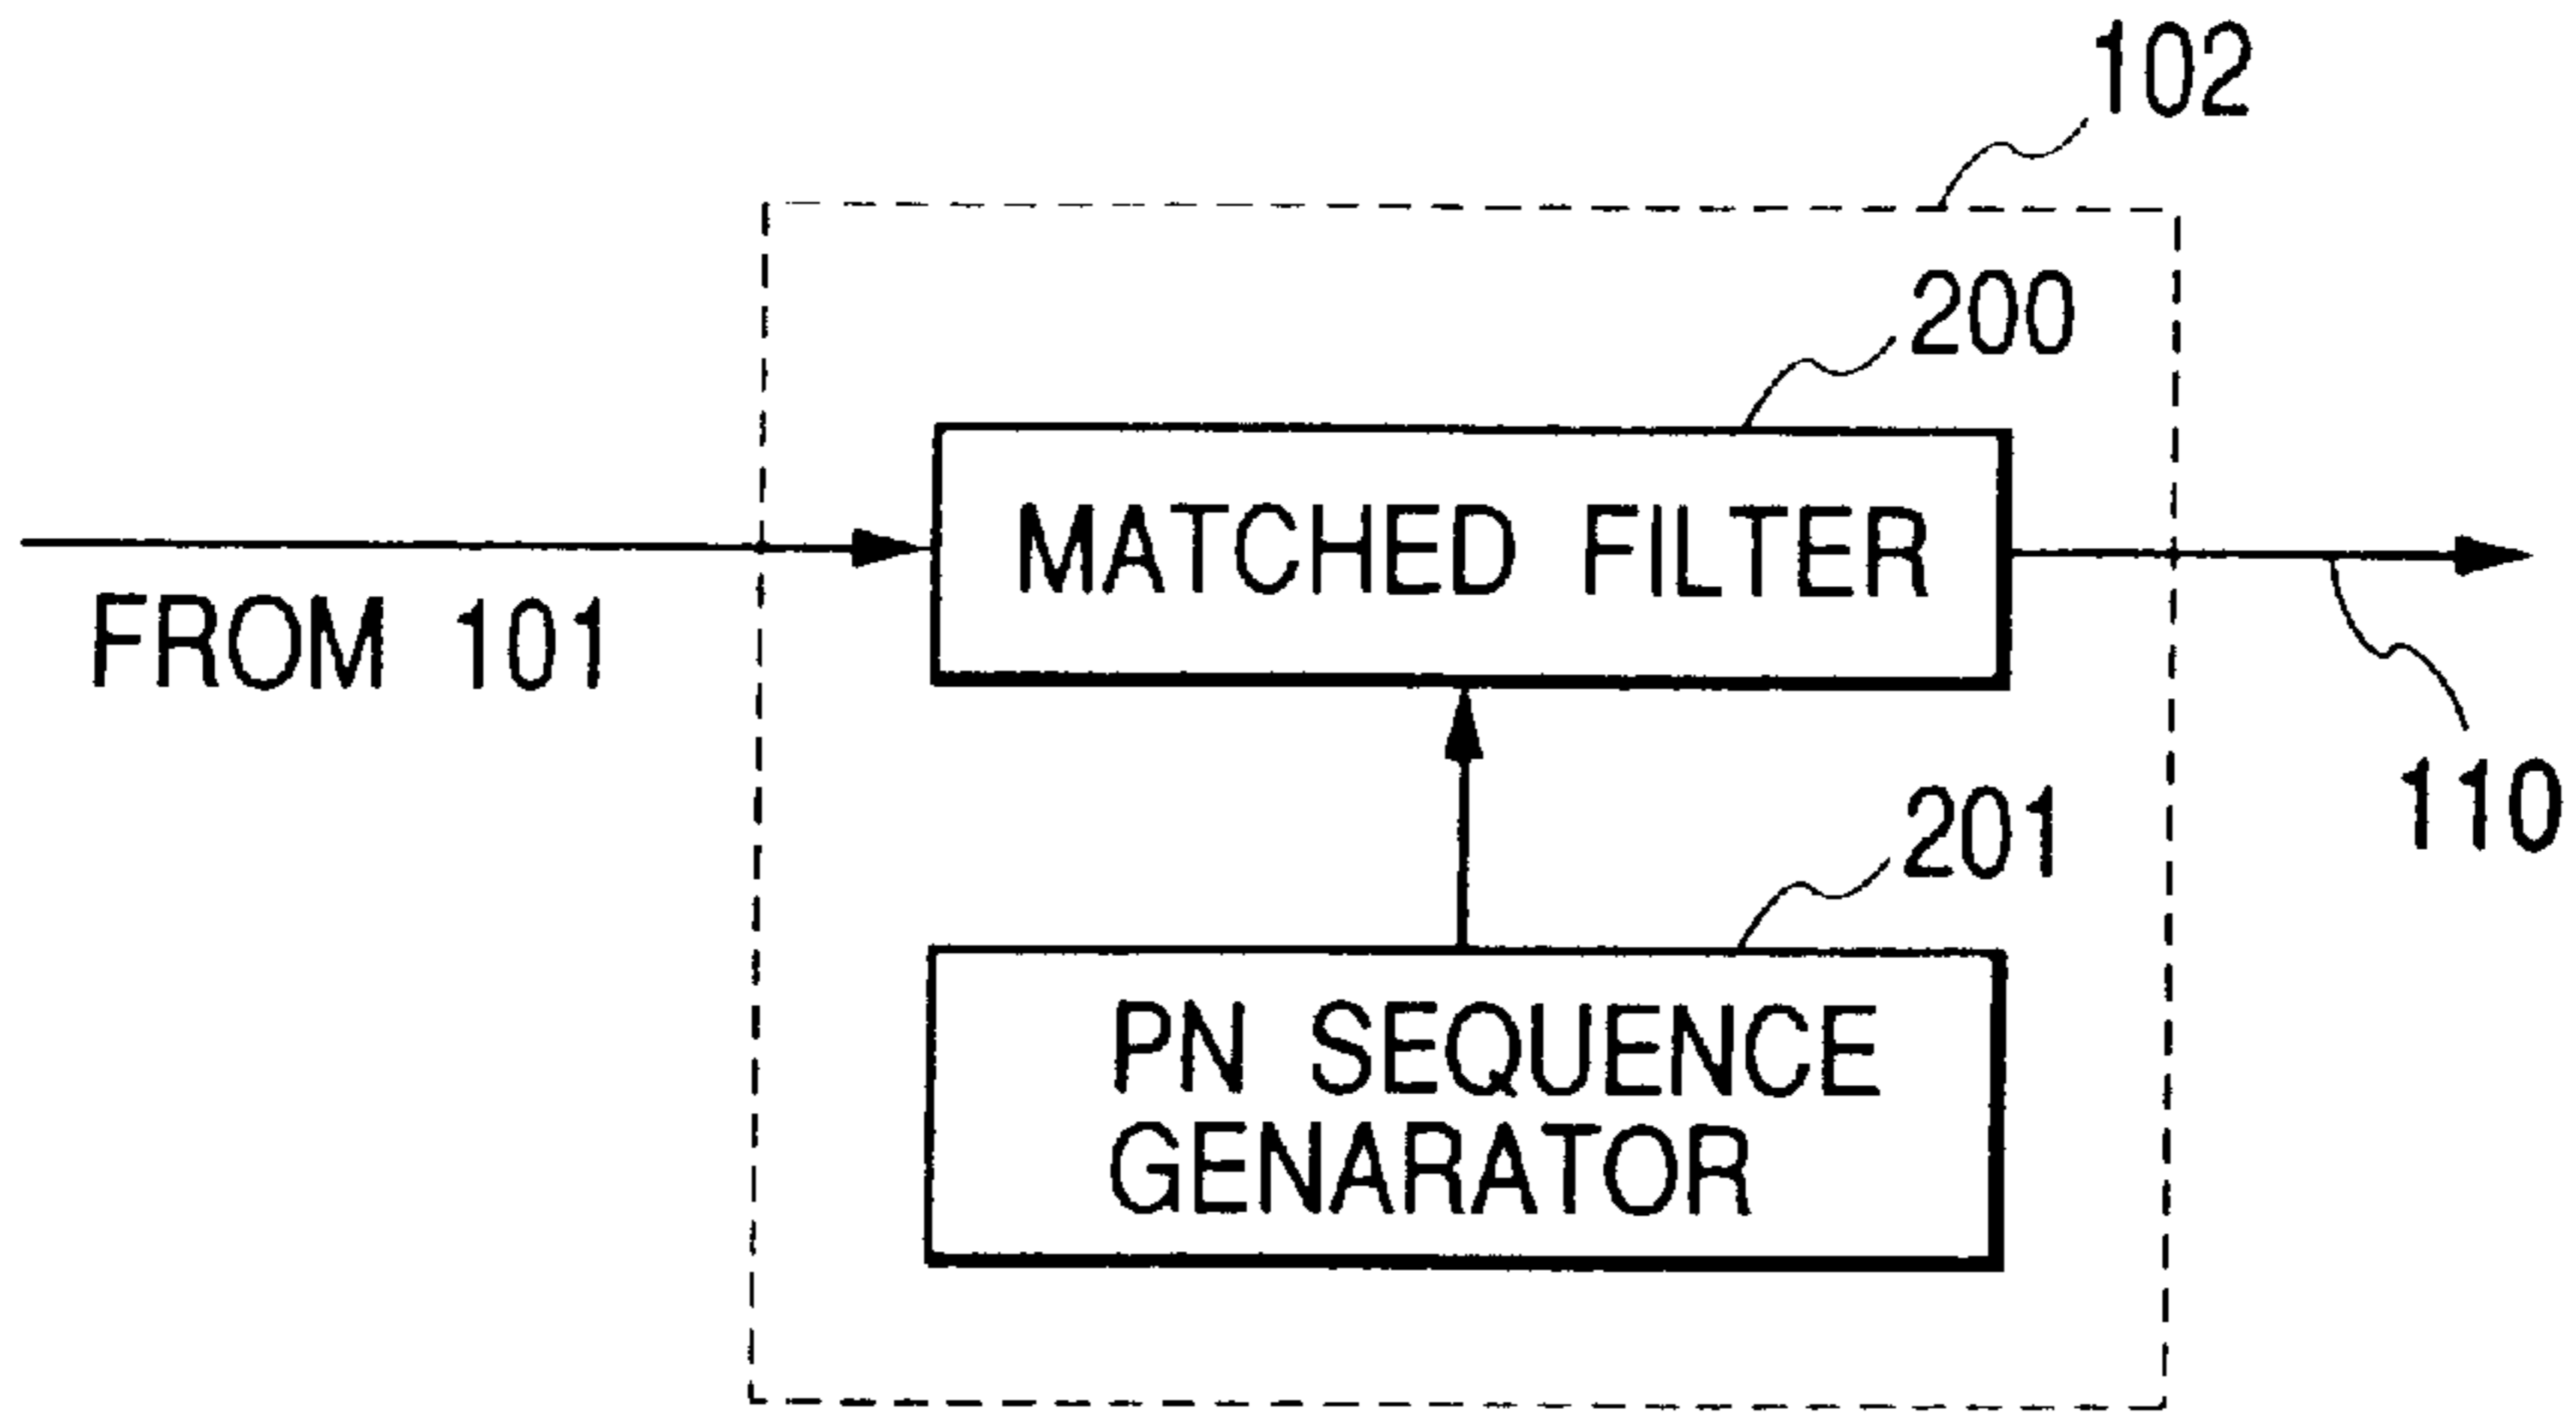 102
200
MATCHED FILTER
FROM 101
110
201
PN SEQUENCE
GENARATOR